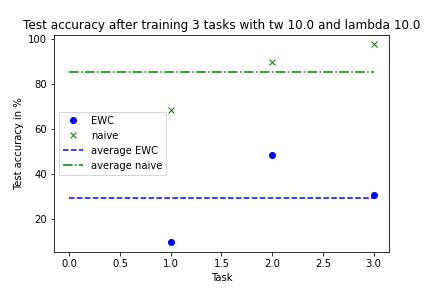 Test accuracy after training 3 tasks with tw 10.0 and lambda 10.0
100
80
60
40
20
Test accuracy in %
EWC
naive
average EWC
average naive
0.0 0.5 1.0 1.5 2.0 2.5 3.0
Task